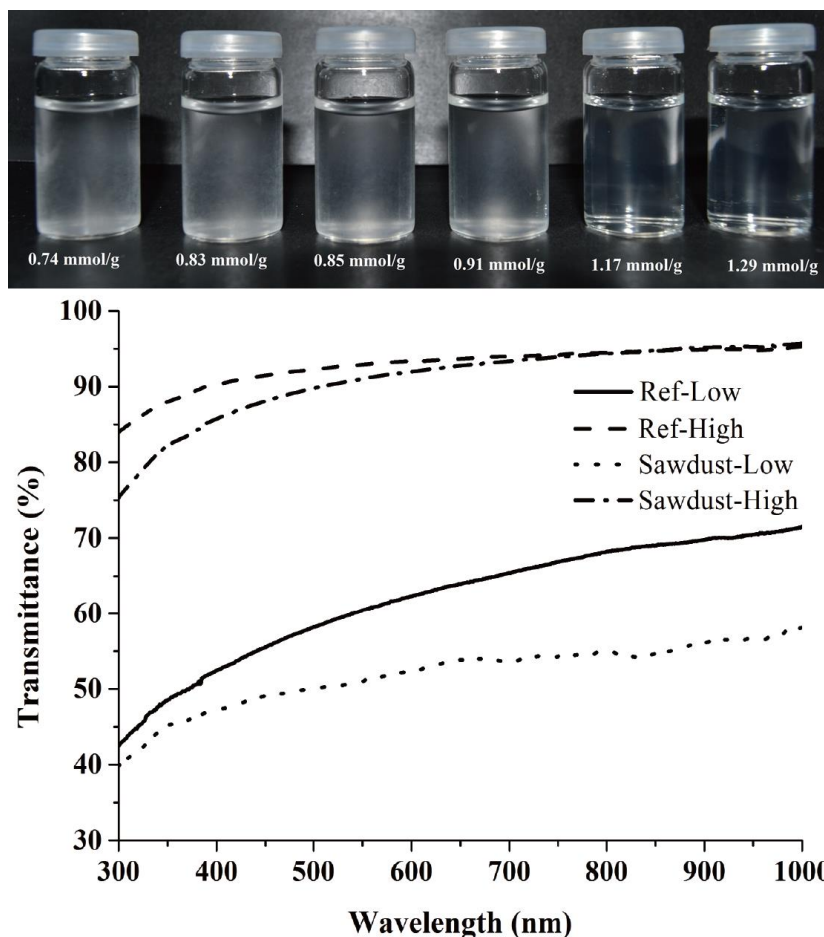 0.74 mmol/g
0.83 mmol/g
0.85 mmol/g
0.91 mmol/g
1.17 mmol/g
1.29 mmol/g
100
90
80
70
60
50
40
30
Transmittance (%)
Ref-Low
Ref-High
Sawdust-Low
Sawdust-High
300
400
500
600
700
800
900
1000
Wavelength (nm)